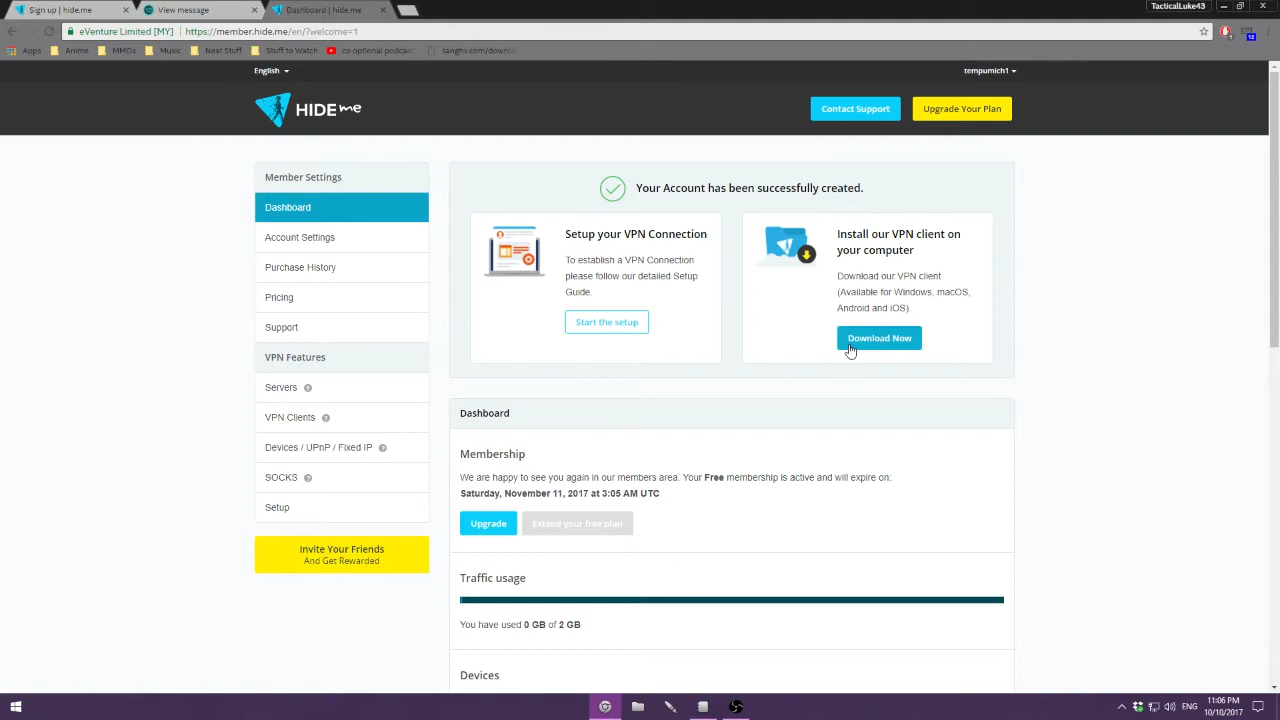 Sign up | hide.me
View message
Dashboard | hide.me
TacticalLuke43
eVenture Limited [MY]
https://member.hide.me/en/?welcome=1
Apps
Anime
MMOs
Music
Neat Stuff
Stuff to Watch
co optional podcast
sanghv.com/downlo
English
tempumich1
HIDE me
Contact Support
Upgrade Your Plan
Member Settings
Dashboard
Account Settings
Purchase History
Pricing
Support
VPN Features
Servers ?
VPN Clients ?
Devices / UPnP / Fixed IP ?
SOCKS ?
Setup
Invite Your Friends
And Get Rewarded
Your Account has been successfully created.
Setup your VPN Connection
To establish a VPN Connection
please follow our detailed Setup
Guide.
Start the setup
Install our VPN client on
your computer
Download our VPN client
(Available for Windows, macOS,
Android and iOS).
Download Now
Dashboard
Membership
We are happy to see you again in our members area. Your Free membership is active and will expire on:
Saturday, November 11, 2017 at 3:05 AM UTC
Upgrade
Extend your free plan
Traffic usage
You have used 0 GB of 2 GB
Devices
ENG
11:06 PM
10/10/2017